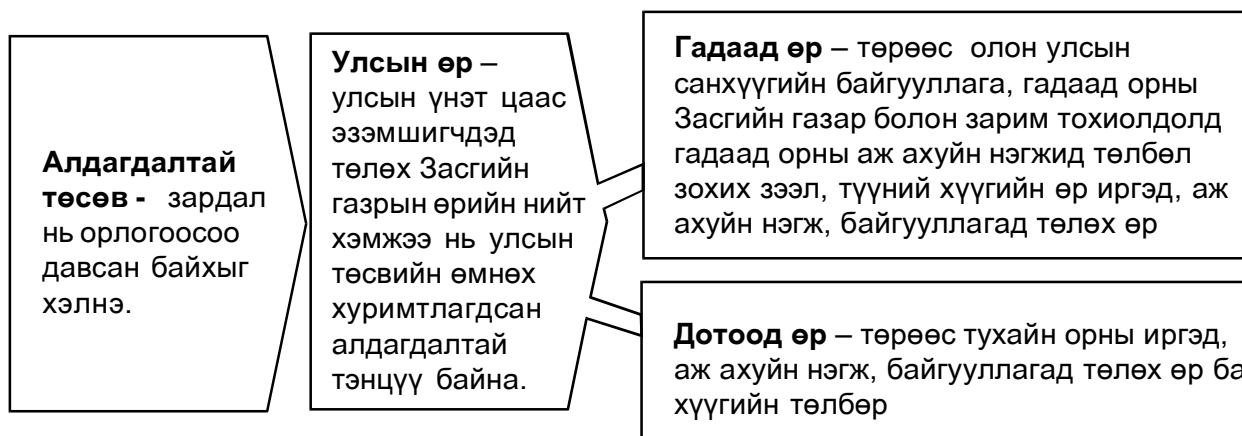 Алдагдалтай
төсөв - зардал
нь орлогоосоо
давсан байхыг
хэлнэ.
Улсын өр –
улсын үнэт цаас
эзэмшигчдэд
төлөх Засгийн
газрын өрийн нийт
хэмжээ нь улсын
төсвийн өмнөх
хуримтлагдсан
алдагдалтай
тэнцүү байна.
Гадаад өр – төрөөс олон улсын
санхүүгийн байгууллага, гадаад орны
Засгийн газар болон зарим тохиолдолд
гадаад орны аж ахуйн нэгжид төлбөл
зохих зээл, түүний хүүгийн өр иргэд, аж
ахуйн нэгж, байгууллагад төлөх өр
Дотоод өр – төрөөс тухайн орны иргэд,
аж ахуйн нэгж, байгууллагад төлөх өр ба
хүүгийн төлбөр